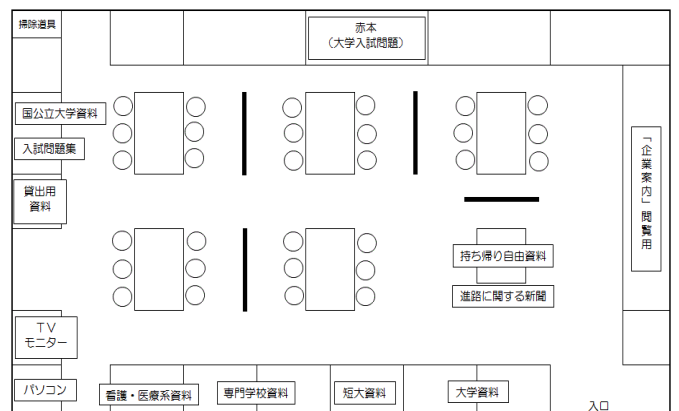 掃除道具
赤本
（大学入試問題）
国公立大学資料
入試問題集
貸出用
資料
「企業案内」閲覧用
持ち帰り自由資料
進路に関する新聞
ＴＶ
モニター
パソコン
看護・医療系資料
専門学校資料
短大資料
大学資料
入口